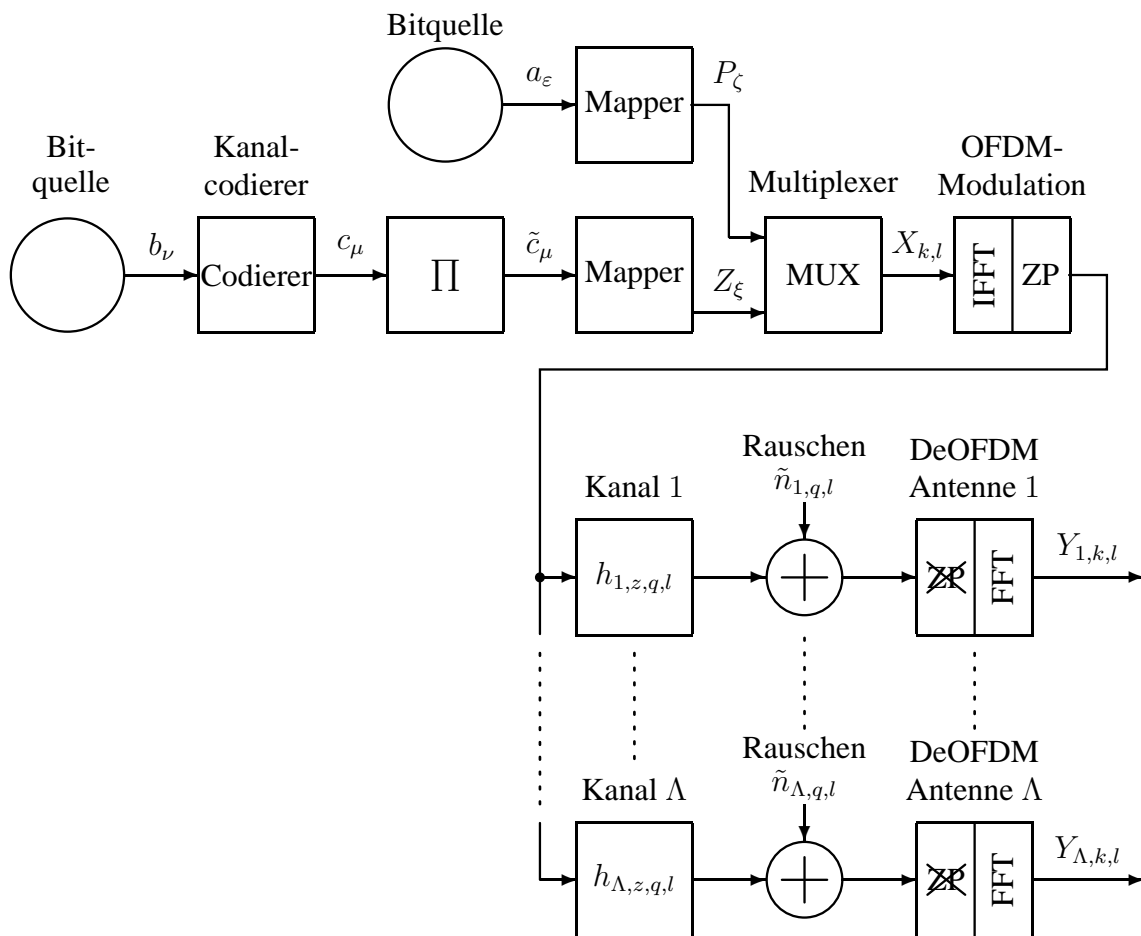 Bitquelle
a_ε
Mapper
P_ζ
Bit-
quelle
Kanal-
codierer
Multiplexer
OFDM-
Modulation
b_ν
Codierer
c_μ
∏
c̃_μ
Mapper
Z_ξ
MUX
X_{k,l}
IFFT
ZP
Rauschen
ñ_{1,q,l}
DeOFDM
Antenne 1
Kanal 1
h_{1,z,q,l}
ZP
FFT
Y_{1,k,l}
Rauschen
ñ_{Λ,q,l}
DeOFDM
Antenne Λ
Kanal Λ
h_{Λ,z,q,l}
ZP
FFT
Y_{Λ,k,l}